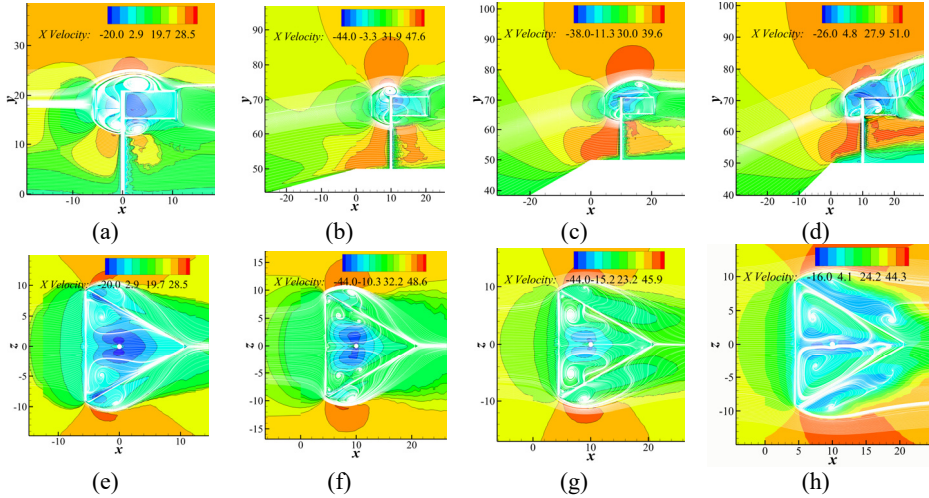 X Velocity: -20.0 2.9 19.7 28.5
y
30
20
10
0
-10 0 10
x
(a)
X Velocity: -44.0 -3.3 31.9 47.6
y
100
90
80
70
60
50
-20 -10 0 10 20
x
(b)
X Velocity: -38.0-11.3 30.0 39.6
y
100
90
80
70
60
50
40
-20 -10 0 10 20
x
(c)
X Velocity: -26.0 4.8 27.9 51.0
y
100
90
80
70
60
50
40
-20 -10 0 10 20
x
(d)
X Velocity: -20.0 2.9 19.7 28.5
z
10
5
0
-5
-10
-10 0 10
x
(e)
X Velocity: -44.0-10.3 32.2 48.6
z
15
10
5
0
-5
-10
-15
0 10 20
x
(f)
X Velocity: -44.0-15.2 23.2 45.9
z
10
0
-10
0 10 20
x
(g)
X Velocity: -16.0 4.1 24.2 44.3
z
10
5
0
-5
-10
0 5 10 15 20 25
x
(h)